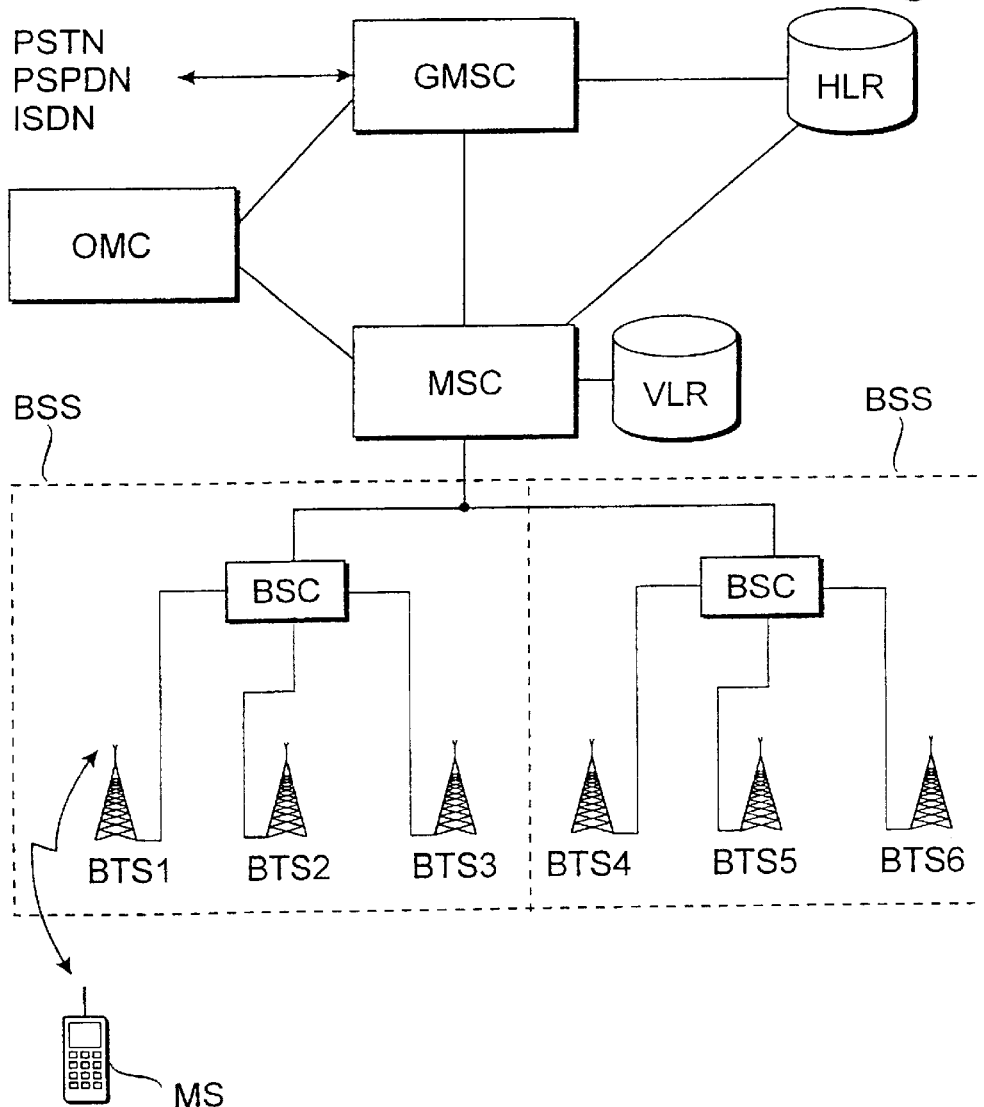 PSTN
PSPDN
ISDN
GMSC
HLR
OMC
MSC
VLR
BSS
BSS
BSC
BSC
BTS1
BTS2
BTS3
BTS4
BTS5
BTS6
MS